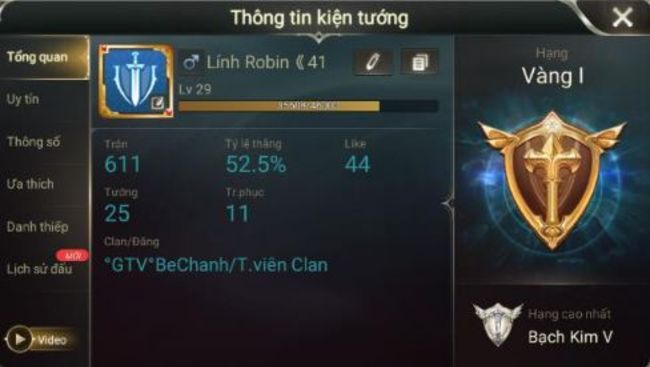 Thông tin kiện tướng
Tổng quan
Uy tín
Thông số
Ưa thích
Danh thiếp
MỚI
Lịch sử đấu
Video
Lính Robin《41
Lv 29
Trận
Tỷ lệ thắng
Like
611
52.5%
44
Tướng
Tr.phục
25
11
Clan/Đảng
°GTV°BeChanh/T.viên Clan
Hạng
Vàng I
Hạng cao nhất
Bạch Kim V